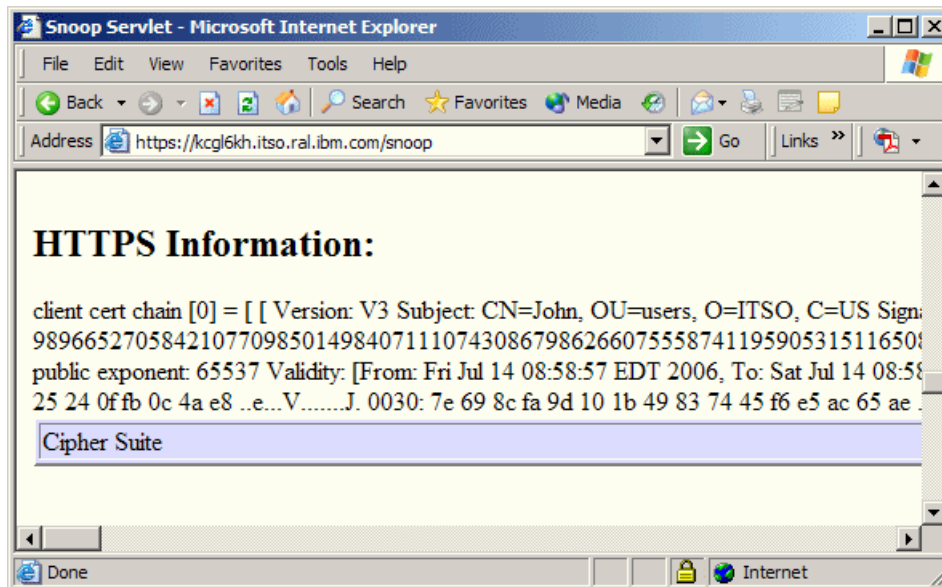 Snoop Servlet - Microsoft Internet Explorer
File Edit View Favorites Tools Help
Back Search Favorites Media
Address https://kcgl6kh.itso.ral.ibm.com/snoop Go Links »
HTTPS Information:
client cert chain [0] = [ [ Version: V3 Subject: CN=John, OU=users, O=ITSO, C=US Signa
9896652705842107709850149840711107430867986266075558741195905315116508
public exponent: 65537 Validity: [From: Fri Jul 14 08:58:57 EDT 2006, To: Sat Jul 14 08:58
25 24 0f fb 0c 4a e8 ..e...V.......J. 0030: 7e 69 8c fa 9d 10 1b 49 83 74 45 f6 e5 ac 65 ae .
Cipher Suite
Done Internet